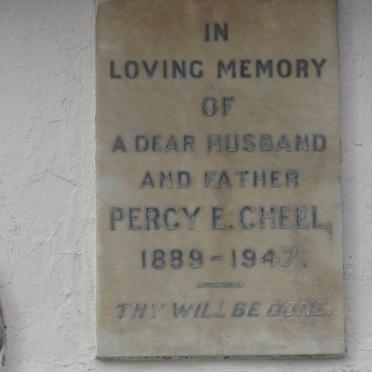 IN
LOVING MEMORY
OF
A DEAR HUSBAND
AND FATHER
PERCY E. CHEEL,
1889-1947.
THY WILL BE DONE.